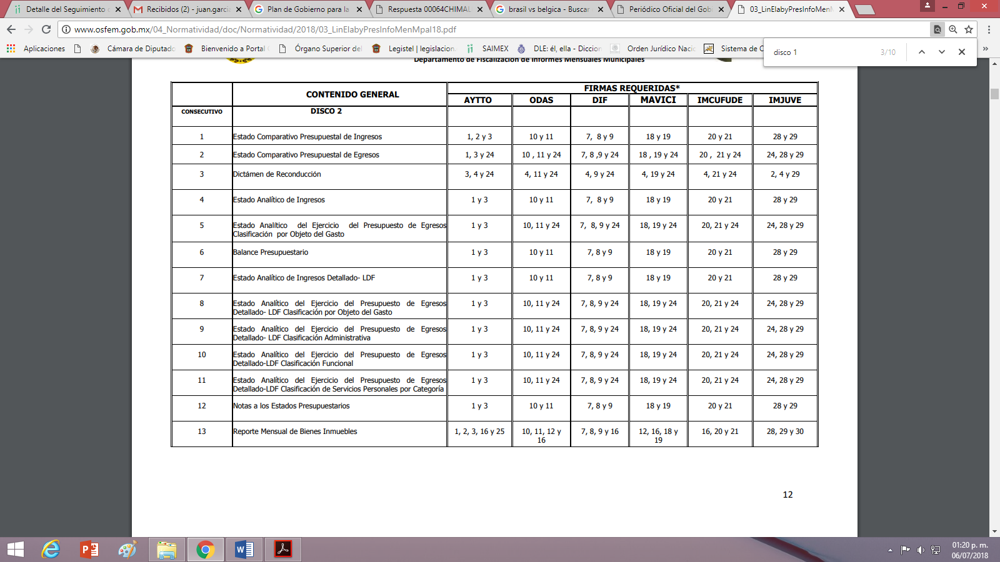 Detalle del Seguimiento d
Recibidos (2) - juan.garcia
Plan de Gobierno para la
Respuesta 00064CHIMAL
brasil vs belgica - Buscar
Periódico Oficial del Gob
03_LinElabyPresInfoMen
www.osfem.gob.mx/04_Normatividad/doc/Normatividad/2018/03_LinElabyPresInfoMenMpal18.pdf
Aplicaciones
Cámara de Diputado
Bienvenido a Portal
Órgano Superior del
Legistel | legislacion
SAIMEX
DLE: él, ella - Diccion
Orden Jurídico Nacio
Sistema de C
»
disco 1
3/10
Departamento de Fiscalización de Informes Mensuales Municipales
CONTENIDO GENERAL
FIRMAS REQUERIDAS*
AYTTO ODAS DIF MAVICI IMCUFUDE IMJUVE
CONSECUTIVO DISCO 2
1 Estado Comparativo Presupuestal de Ingresos 1, 2 y 3 10 y 11 7, 8 y 9 18 y 19 20 y 21 28 y 29
2 Estado Comparativo Presupuestal de Egresos 1, 3 y 24 10 , 11 y 24 7, 8 ,9 y 24 18 , 19 y 24 20 , 21 y 24 24, 28 y 29
3 Dictámen de Reconducción 3, 4 y 24 4, 11 y 24 4, 9 y 24 4, 19 y 24 4, 21 y 24 2, 4 y 29
4 Estado Analítico de Ingresos 1 y 3 10 y 11 7, 8 y 9 18 y 19 20 y 21 28 y 29
5 Estado Analítico del Ejercicio del Presupuesto de Egresos 1 y 3 10, 11 y 24 7, 8, 9 y 24 18, 19 y 24 20, 21 y 24 24, 28 y 29
Clasificación por Objeto del Gasto
6 Balance Presupuestario 1 y 3 10 y 11 7, 8 y 9 18 y 19 20 y 21 28 y 29
7 Estado Analítico de Ingresos Detallado- LDF 1 y 3 10 y 11 7, 8 y 9 18 y 19 20 y 21 28 y 29
8 Estado Analítico del Ejercicio del Presupuesto de Egresos 1 y 3 10, 11 y 24 7, 8, 9 y 24 18, 19 y 24 20, 21 y 24 24, 28 y 29
Detallado- LDF Clasificación por Objeto del Gasto
9 Estado Analítico del Ejercicio del Presupuesto de Egresos 1 y 3 10, 11 y 24 7, 8, 9 y 24 18, 19 y 24 20, 21 y 24 24, 28 y 29
Detallado- LDF Clasificación Administrativa
10 Estado Analítico del Ejercicio del Presupuesto de Egresos 1 y 3 10, 11 y 24 7, 8, 9 y 24 18, 19 y 24 20, 21 y 24 24, 28 y 29
Detallado-LDF Clasificación Funcional
11 Estado Analítico del Ejercicio del Presupuesto de Egresos 1 y 3 10, 11 y 24 7, 8, 9 y 24 18, 19 y 24 20, 21 y 24 24, 28 y 29
Detallado-LDF Clasificación de Servicios Personales por Categoría
12 Notas a los Estados Presupuestarios 1 y 3 10 y 11 7, 8 y 9 18 y 19 20 y 21 28 y 29
13 Reporte Mensual de Bienes Inmuebles 1, 2, 3, 16 y 25 10, 11, 12 y 7, 8, 9 y 16 12, 16, 18 y 16, 20 y 21 28, 29 y 30
16 19
12
01:20 p. m.
06/07/2018